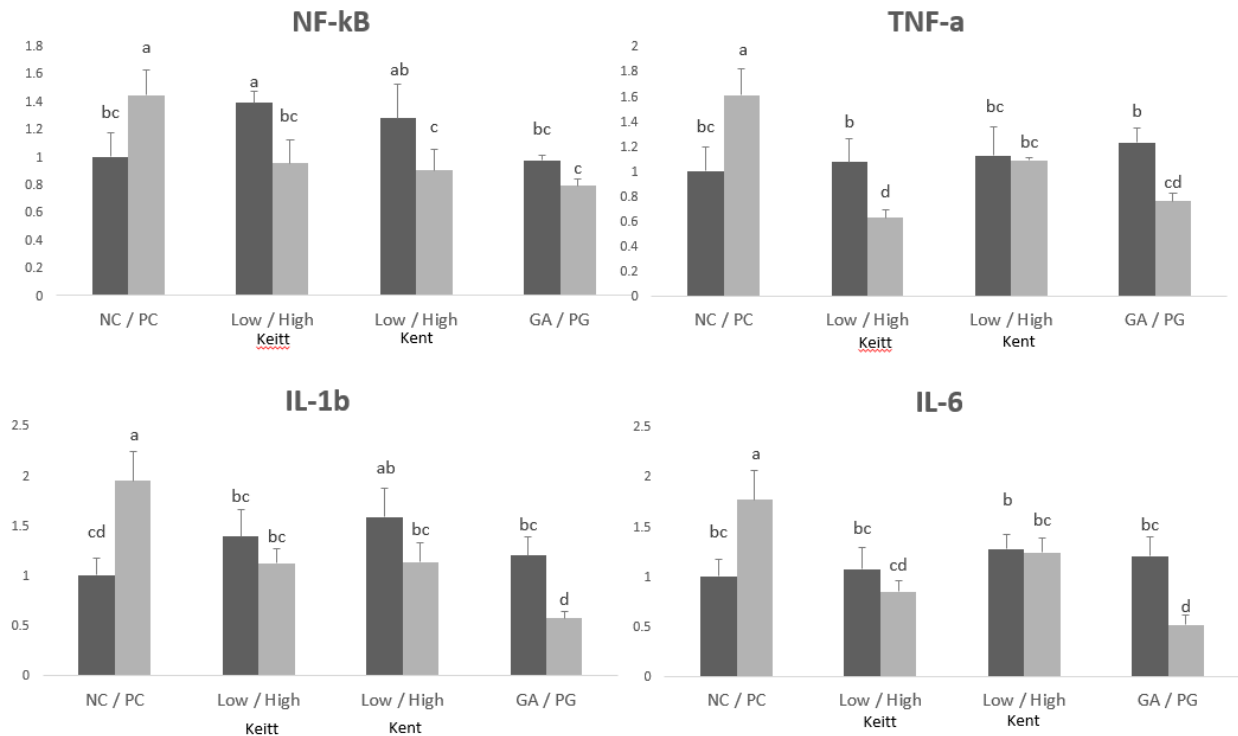 NF-kB
1.8
1.6
1.4
1.2
1
0.8
0.6
0.4
0.2
0
bc
a
a
bc
ab
c
bc
c
NC / PC
Low / High
Low / High
GA / PG
Keitt
Kent
TNF-a
2
1.8
1.6
1.4
1.2
1
0.8
0.6
0.4
0.2
0
bc
a
b
d
bc
bc
b
cd
NC / PC
Low / High
Low / High
GA / PG
Keitt
Kent
IL-1b
2.5
2
1.5
1
0.5
0
cd
a
bc
bc
ab
bc
bc
d
NC / PC
Low / High
Low / High
GA / PG
Keitt
Kent
IL-6
2.5
2
1.5
1
0.5
0
bc
a
bc
cd
b
bc
bc
d
NC / PC
Low / High
Low / High
GA / PG
Keitt
Kent